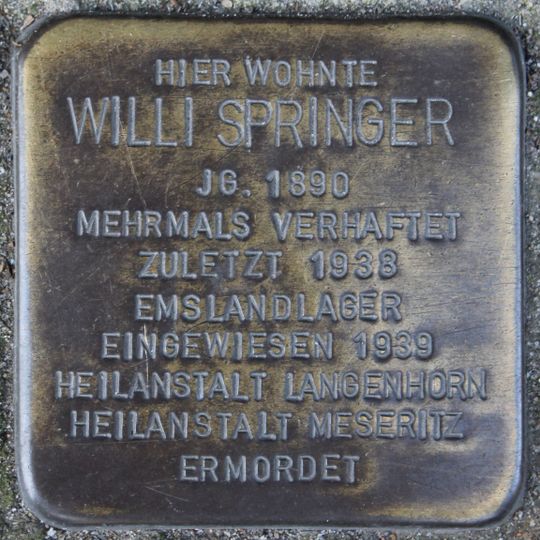 HIER WOHNTE
WILLI SPRINGER
JG. 1890
MEHRMALS VERHAFTET
ZULETZT 1938
EMSLANDLAGER
EINGEWIESEN 1939
HEILANSTALT LANGENHORN
HEILANSTALT MESERITZ
ERMORDET